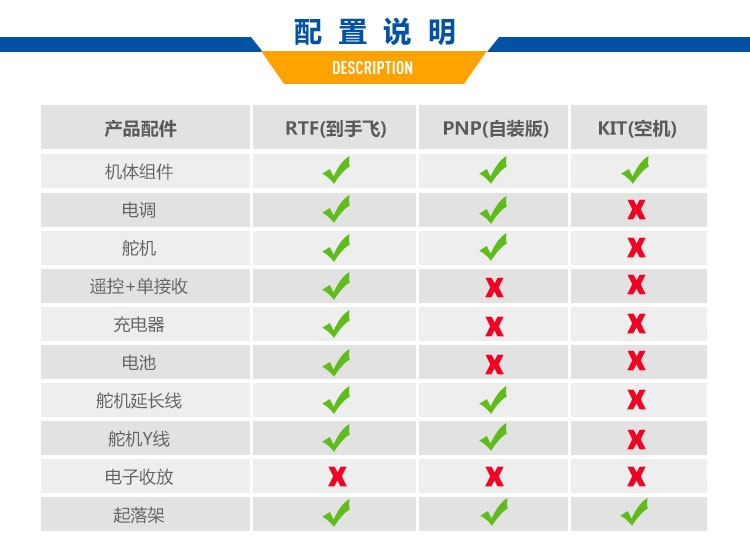 配置说明
DESCRIPTION
产品配件 RTF(到手飞) PNP(自装版) KIT(空机)
机体组件
电调
舵机
遥控+单接收
充电器
电池
舵机延长线
舵机Y线
电子收放
起落架